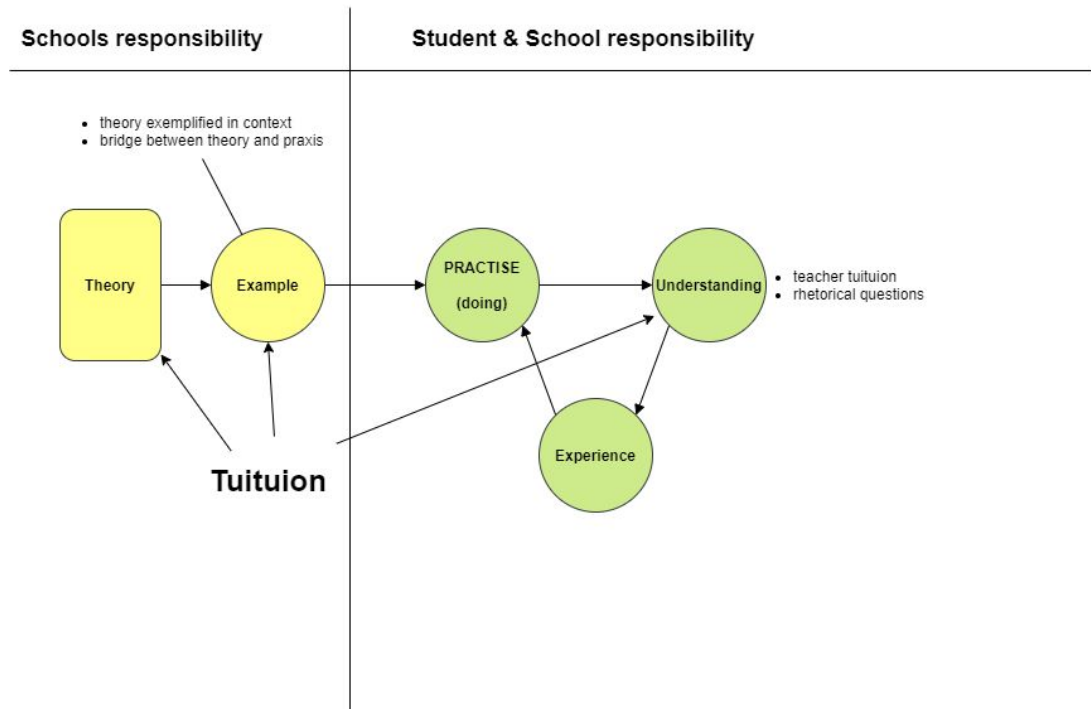 Schools responsibility
Student & School responsibility
theory exemplified in context
bridge between theory and praxis
Theory
Example
PRACTISE
(doing)
Understanding
teacher tuituion
rhetorical questions
Experience
Tuituion